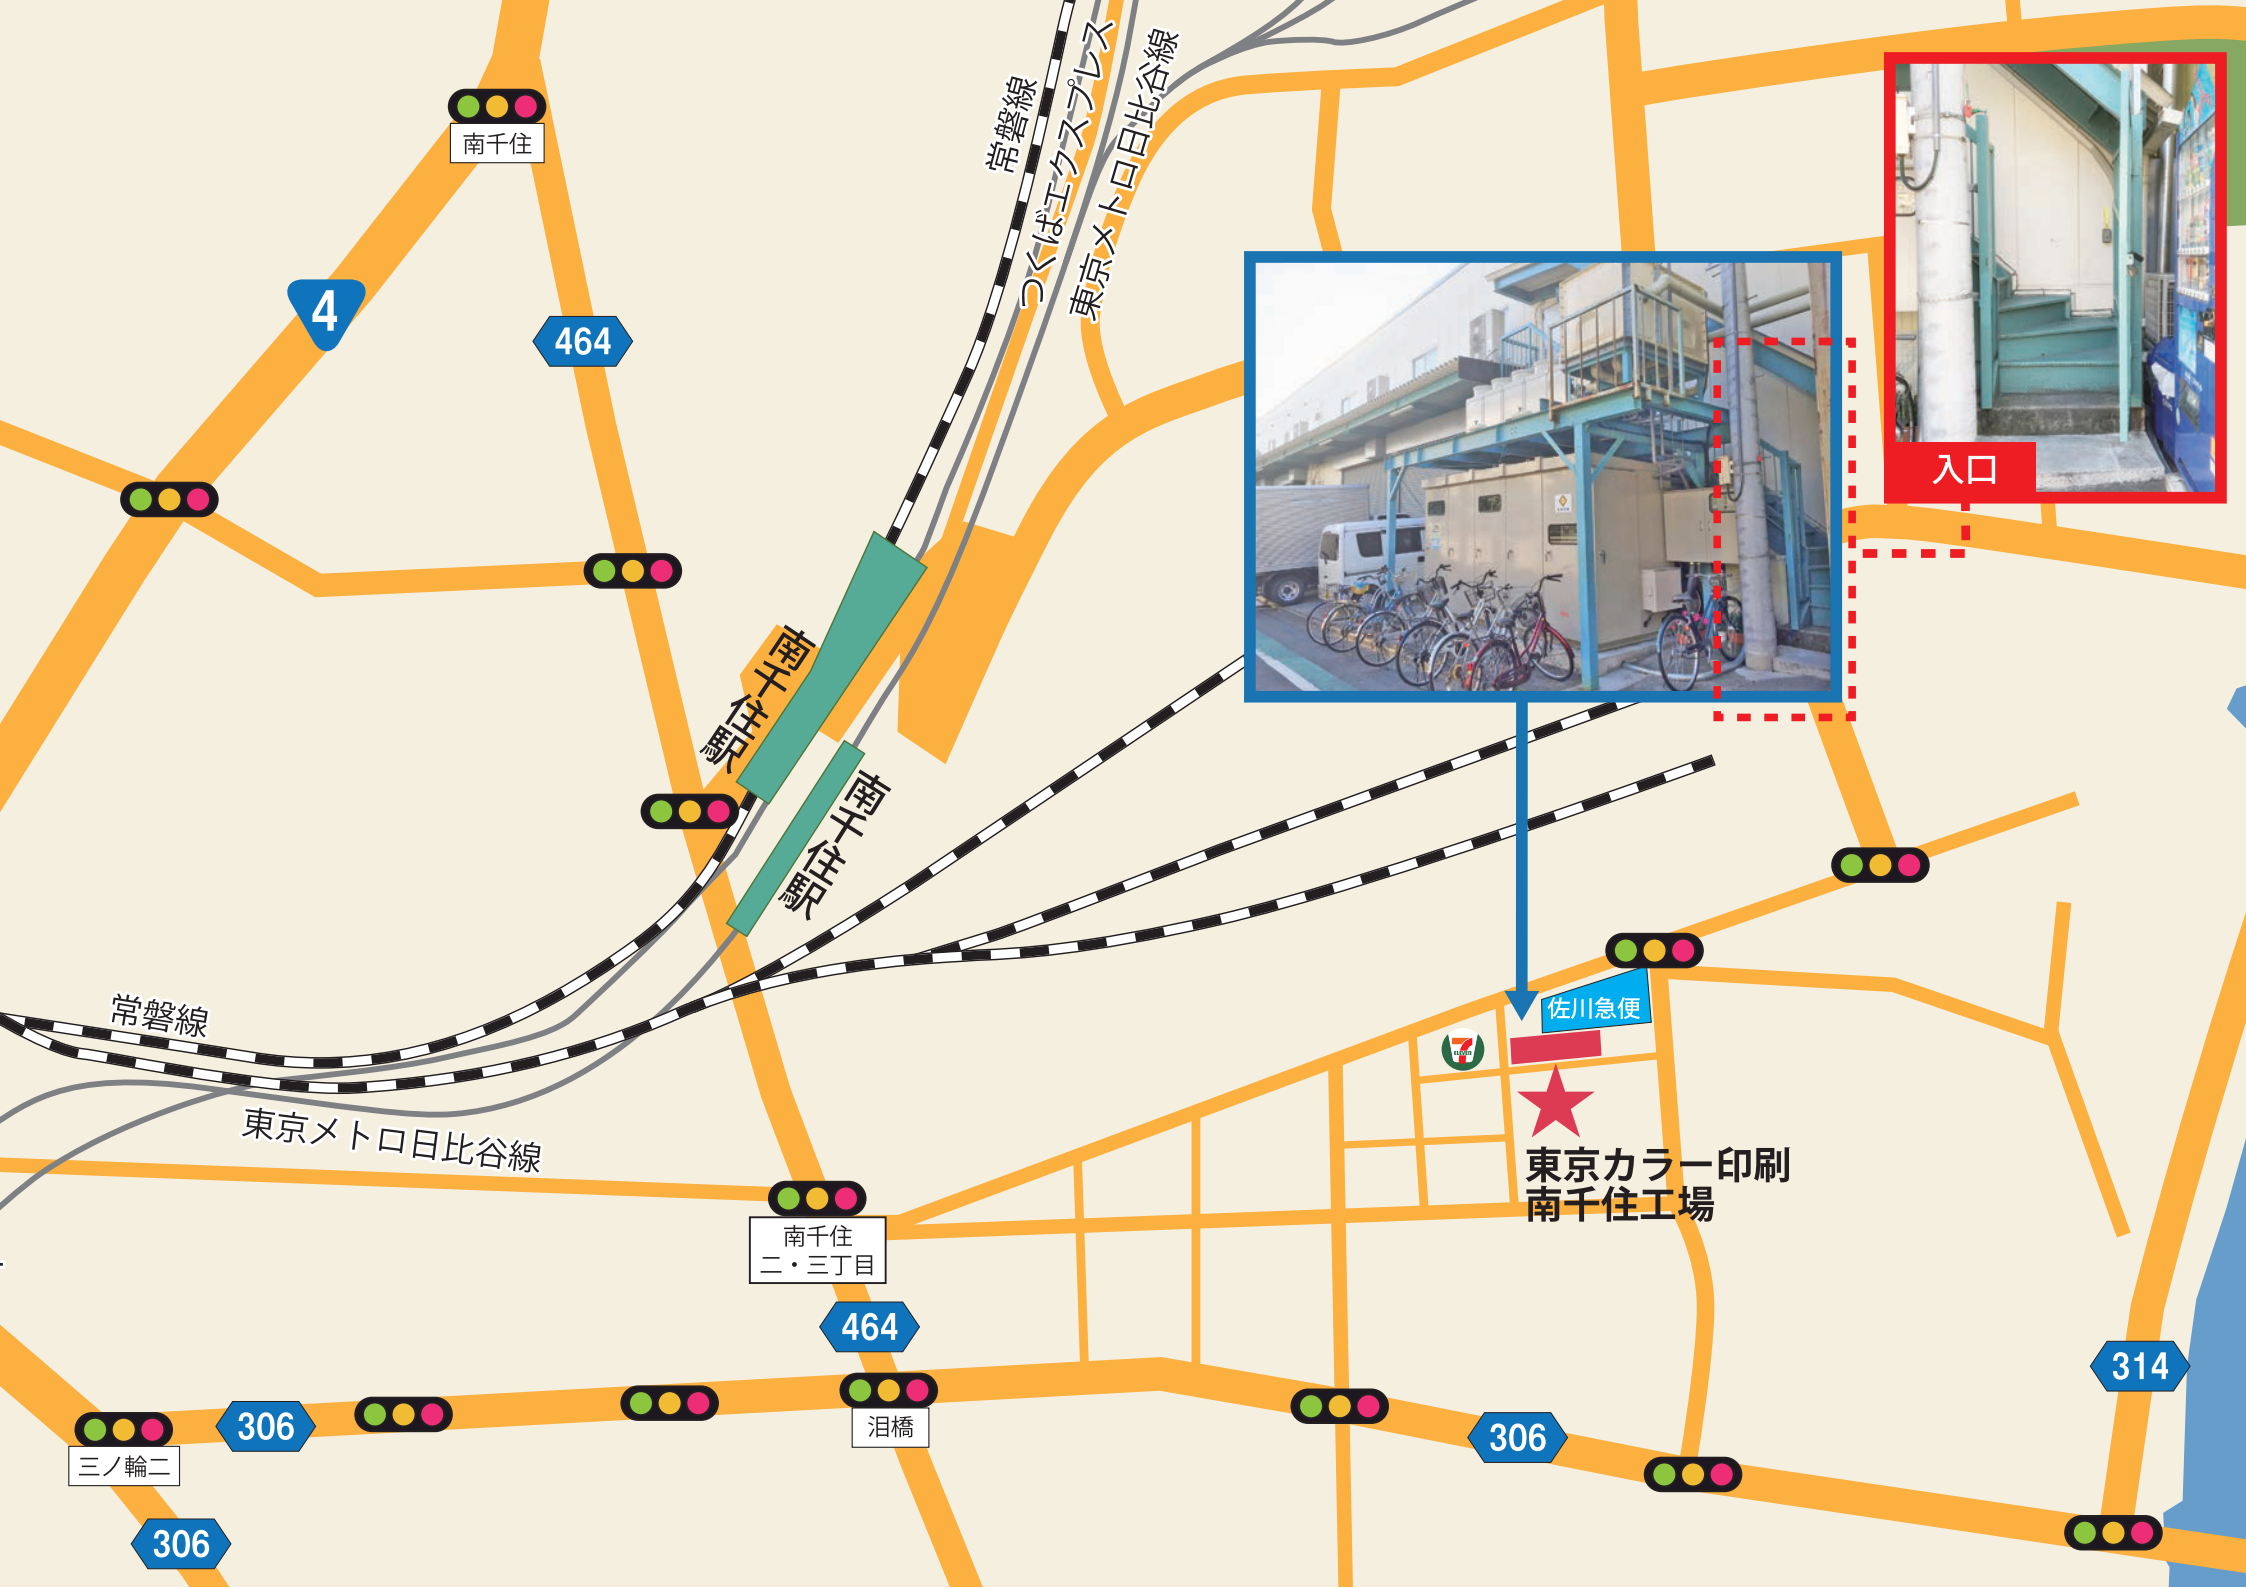 南千住
4
464
常磐線
つくばエクスプレス
東京メトロ日比谷線
入口
南千住駅
南千住駅
常磐線
東京メトロ日比谷線
佐川急便
7
ELEVEN
東京カラー印刷
南千住工場
南千住
二・三丁目
464
314
泪橋
306
306
三ノ輪二
306